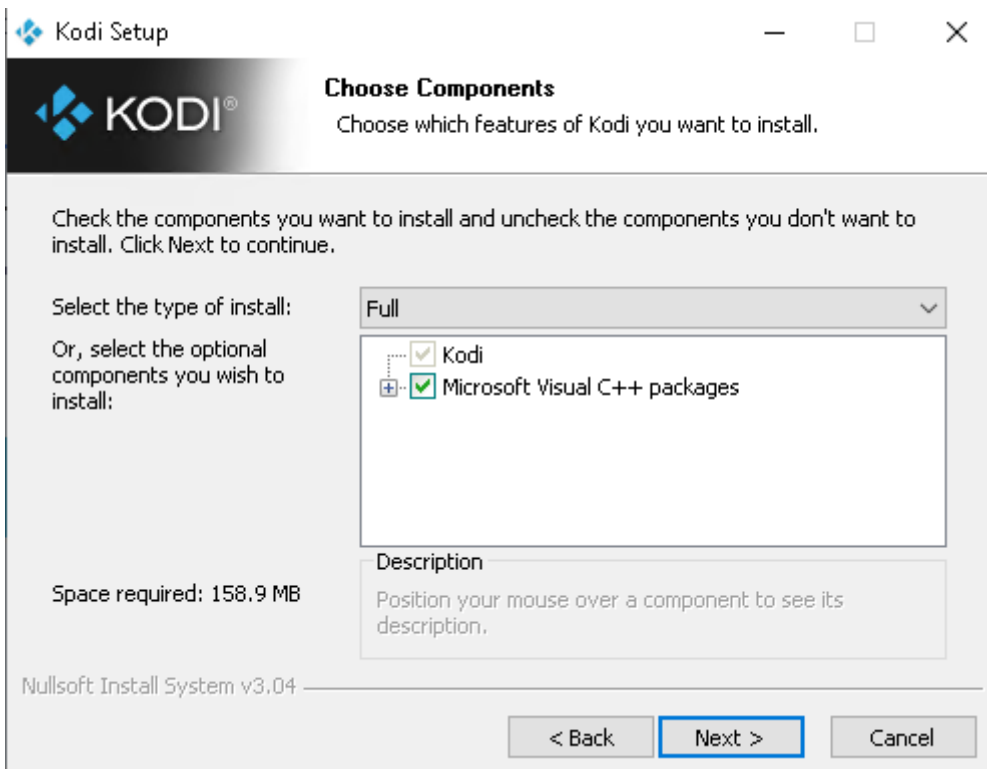 Kodi Setup
KODI®
Choose Components
Choose which features of Kodi you want to install.
Check the components you want to install and uncheck the components you don't want to
install. Click Next to continue.
Select the type of install:
Full
Or, select the optional
components you wish to
install:
Kodi
Microsoft Visual C++ packages
Space required: 158.9 MB
Description
Position your mouse over a component to see its
description.
Nullsoft Install System v3.04
< Back
Next >
Cancel